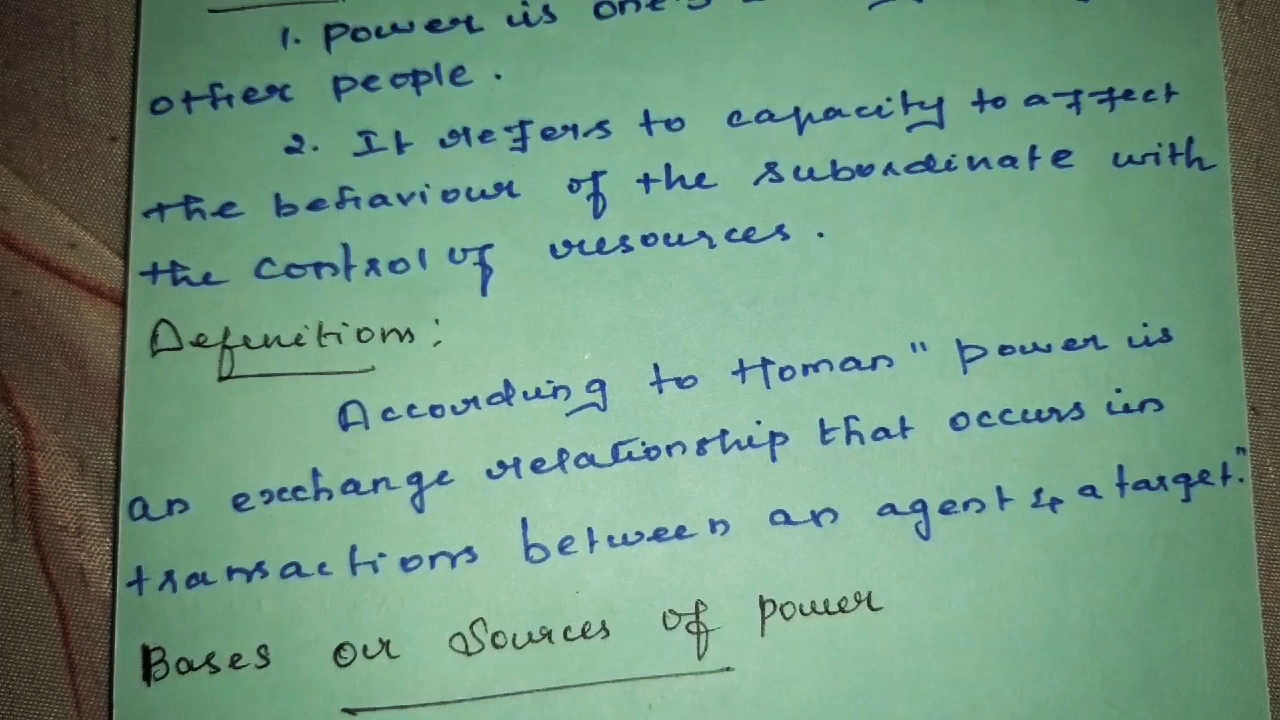 1. power is one
other people.
2. It refers to capacity to affect
the behaviour of the subordinate with
the control of resources.
Definition:
According to Homan " power is
an exchange relationship that occurs in
transactions between an agent & a target."
Bases or Sources of power